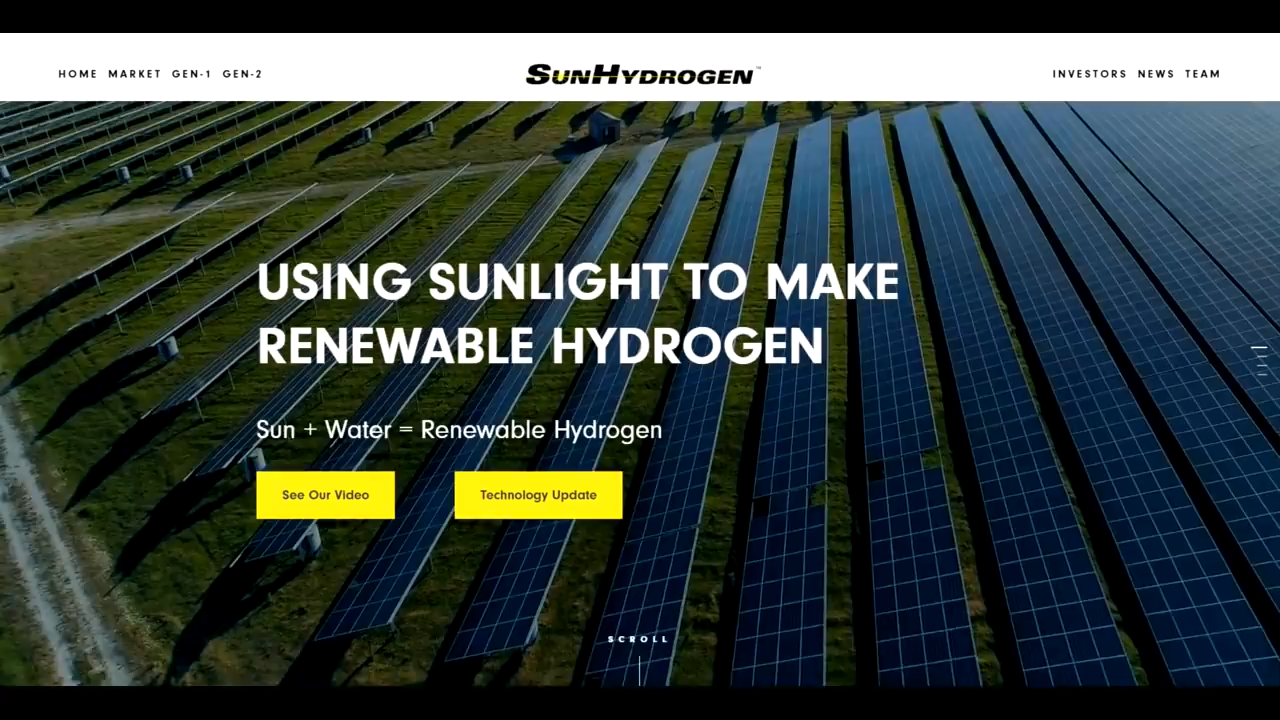 HOME MARKET GEN-1 GEN-2
SUNHYDROGEN™
INVESTORS NEWS TEAM
USING SUNLIGHT TO MAKE
RENEWABLE HYDROGEN
Sun + Water = Renewable Hydrogen
See Our Video
Technology Update
SCROLL